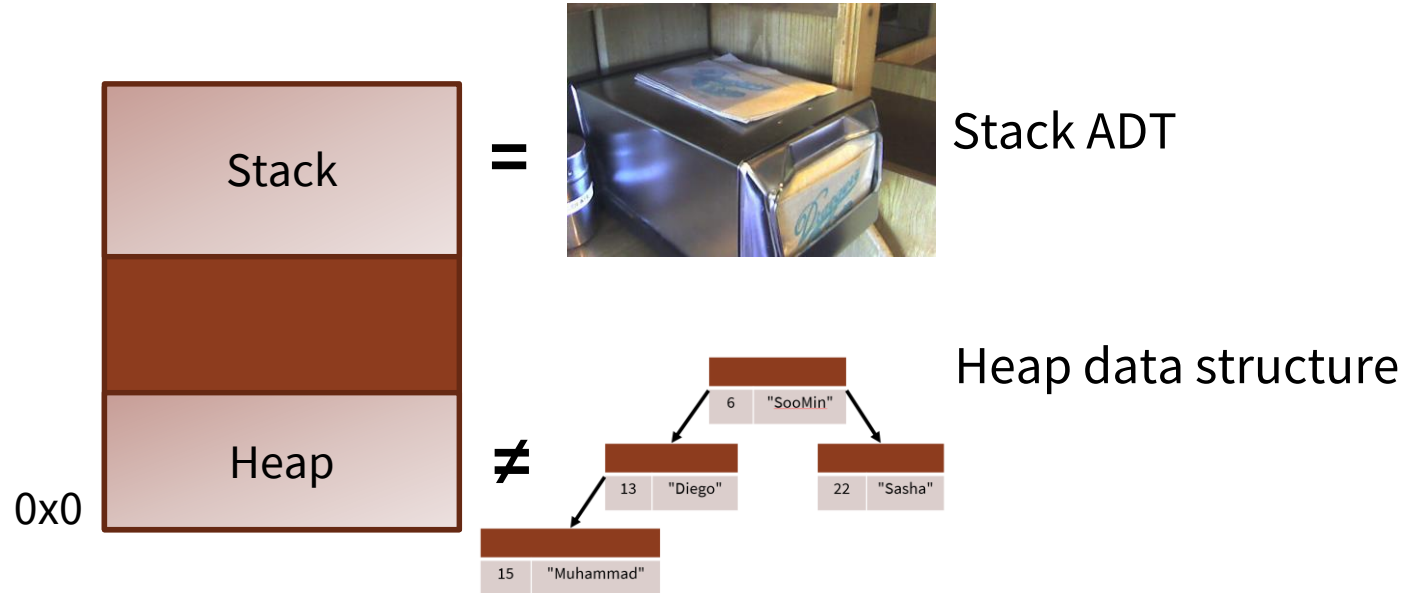 Stack
=
Stack ADT
Heap data structure
6 "SooMin"
Heap
≠
13 "Diego"
22 "Sasha"
0x0
15 "Muhammad"